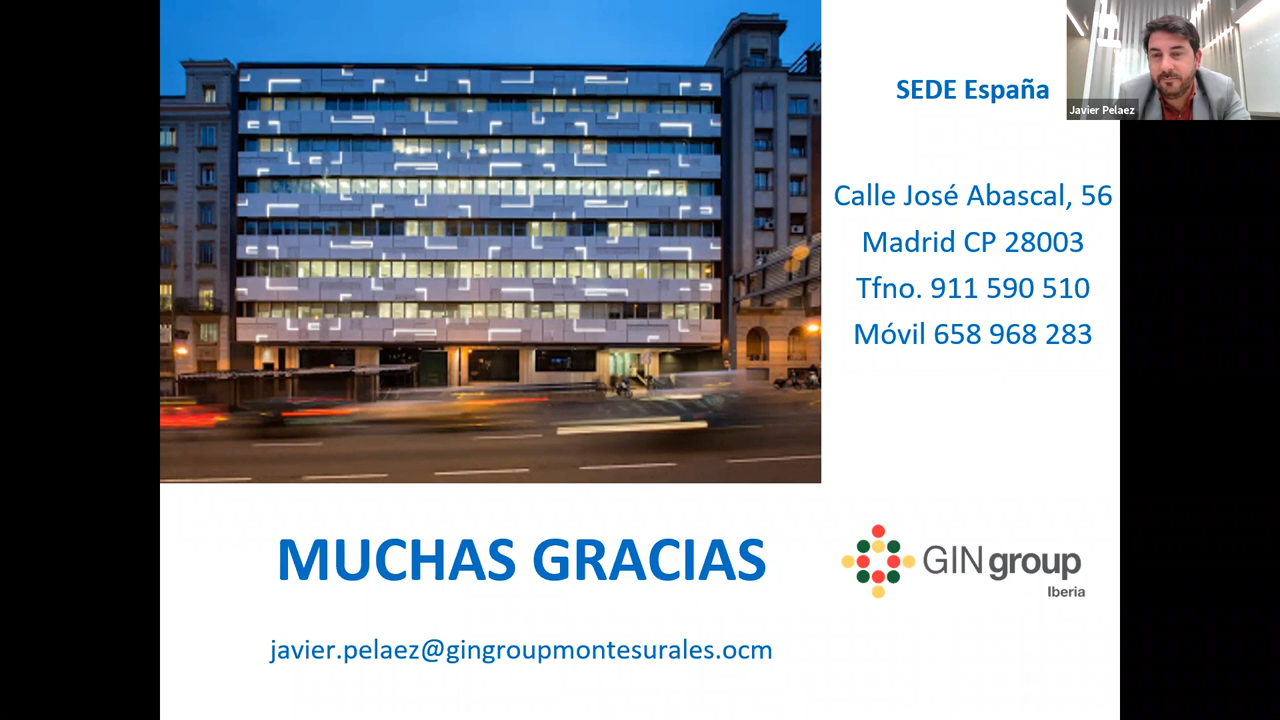 SEDE España
Javier Pelaez
Calle José Abascal, 56
Madrid CP 28003
Tfno. 911 590 510
Móvil 658 968 283
MUCHAS GRACIAS
GINgroup
Iberia
javier.pelaez@gingroupmontesurales.ocm